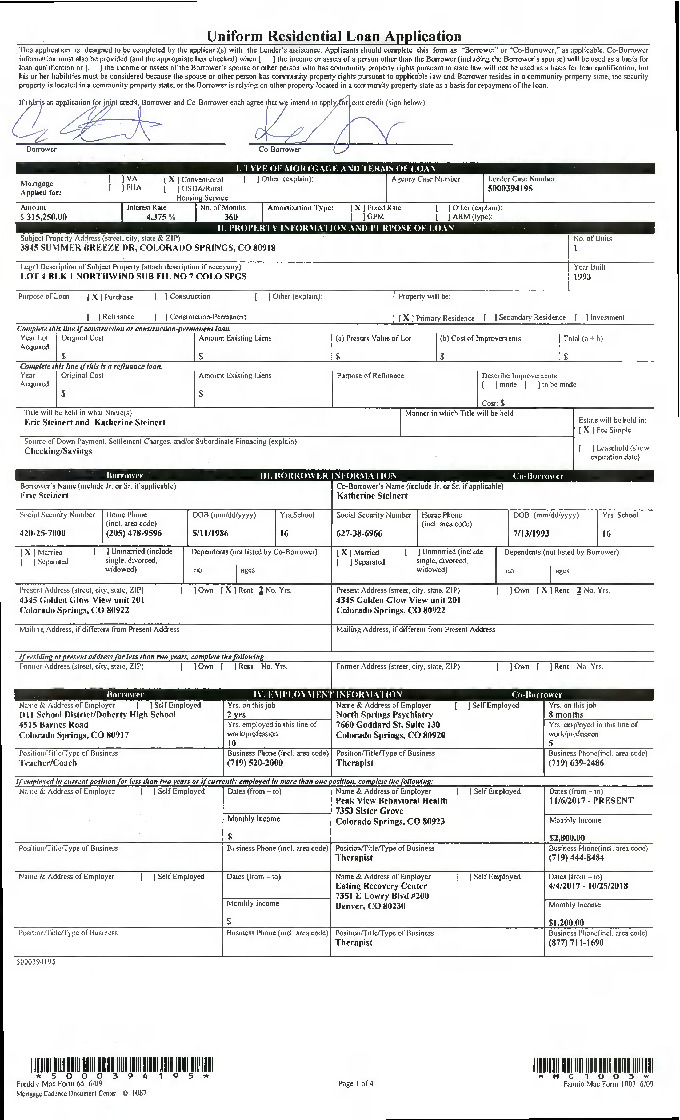 Uniform Residential Loan Application
This application is designed to be completed by the applicant(s) with the Lender's assistance. Applicants should complete this form as "Borrower" or "Co-Borrower," as applicable. Co-Borrower
information must also be provided (and the appropriate box checked) when [ ] the income or assets of a person other than the Borrower (including the Borrower's spouse) will be used as a basis for
loan qualification or [ ] the income or assets of the Borrower's spouse or other person who has community property rights pursuant to state law will not be used as a basis for loan qualification, but
his or her liabilities must be considered because the spouse or other person has community property rights pursuant to applicable law and Borrower resides in a community property state, the security
property is located in a community property state, or the Borrower is relying on other property located in a community property state as a basis for repayment of the loan.
If this is an application for joint credit, Borrower and Co-Borrower each agree that we intend to apply for joint credit (sign below)
Borrower Co-Borrower
I. TYPE OF MORTGAGE AND TERMS OF LOAN
Mortgage Applied for: [ ] VA [ X ] Conventional [ ] Other (explain): Agency Case Number Lender Case Number
[ ] FHA [ ] USDA/Rural Housing Service 5000394195
Amount Interest Rate No. of Months Amortization Type: [ X ] Fixed Rate [ ] Other (explain):
$ 315,250.00 4.375 % 360 [ ] GPM [ ] ARM (type):
II. PROPERTY INFORMATION AND PURPOSE OF LOAN
Subject Property Address (street, city, state & ZIP) No. of Units
3845 SUMMER BREEZE DR, COLORADO SPRINGS, CO 80918 1
Legal Description of Subject Property (attach description if necessary) Year Built
LOT 4 BLK 1 NORTHWIND SUB FIL NO 7 COLO SPGS 1993
Purpose of Loan [ X ] Purchase [ ] Construction [ ] Other (explain): Property will be:
[ ] Refinance [ ] Construction-Permanent [ X ] Primary Residence [ ] Secondary Residence [ ] Investment
Complete this line if construction or construction-permanent loan.
Year Lot Acquired Original Cost Amount Existing Liens (a) Present Value of Lot (b) Cost of Improvements Total (a + b)
$ $ $ $ $
Complete this line if this is a refinance loan.
Year Acquired Original Cost Amount Existing Liens Purpose of Refinance Describe Improvements
[ ] made [ ] to be made
$ $ Cost: $
Title will be held in what Name(s) Manner in which Title will be held Estate will be held in:
Eric Steinert and Katherine Steinert [ X ] Fee Simple
Source of Down Payment, Settlement Charges, and/or Subordinate Financing (explain) [ ] Leasehold (show
Checking/Savings expiration date)
Borrower III. BORROWER INFORMATION Co-Borrower
Borrower's Name (include Jr. or Sr. if applicable) Co-Borrower's Name (include Jr. or Sr. if applicable)
Eric Steinert Katherine Steinert
Social Security Number Home Phone (incl. area code) DOB (mm/dd/yyyy) Yrs. School Social Security Number Home Phone (incl. area code) DOB (mm/dd/yyyy) Yrs. School
420-25-7000 (205) 478-9596 5/11/1986 16 627-38-6966 7/13/1993 16
[ X ] Married [ ] Unmarried (include Dependents (not listed by Co-Borrower) [ X ] Married [ ] Unmarried (include Dependents (not listed by Borrower)
[ ] Separated single, divorced, widowed) no. ages [ ] Separated single, divorced, widowed) no. ages
Present Address (street, city, state, ZIP) [ ] Own [ X ] Rent 2 No. Yrs. Present Address (street, city, state, ZIP) [ ] Own [ X ] Rent 2 No. Yrs.
4345 Golden Glow View unit 201 4345 Golden Glow View unit 201
Colorado Springs, CO 80922 Colorado Springs, CO 80922
Mailing Address, if different from Present Address Mailing Address, if different from Present Address
If residing at present address for less than two years, complete the following
Former Address (street, city, state, ZIP) [ ] Own [ ] Rent No. Yrs. Former Address (street, city, state, ZIP) [ ] Own [ ] Rent No. Yrs.
Borrower IV. EMPLOYMENT INFORMATION Co-Borrower
Name & Address of Employer [ ] Self Employed Yrs. on this job Name & Address of Employer [ ] Self Employed Yrs. on this job
D11 School District/Doherty High School 2 yrs North Springs Psychiatry 8 months
4515 Barnes Road Yrs. employed in this line of 7660 Goddard St. Suite 130 Yrs. employed in this line of
Colorado Springs, CO 80917 work/profession Colorado Springs, CO 80920 work/profession
10 5
Position/Title/Type of Business Business Phone (incl. area code) Position/Title/Type of Business Business Phone (incl. area code)
Teacher/Coach (719) 520-2000 Therapist (719) 639-2486
If employed in current position for less than two years or if currently employed in more than one position, complete the following:
Name & Address of Employer [ ] Self Employed Dates (from – to) Name & Address of Employer [ ] Self Employed Dates (from – to)
Peak View Behavioral Health 11/6/2017 - PRESENT
7353 Sister Grove
Monthly Income Colorado Springs, CO 80923 Monthly Income
$ $2,800.00
Position/Title/Type of Business Business Phone (incl. area code) Position/Title/Type of Business Business Phone (incl. area code)
Therapist (719) 444-8484
Name & Address of Employer [ ] Self Employed Dates (from – to) Name & Address of Employer [ ] Self Employed Dates (from – to)
Eating Recovery Center 4/4/2017 - 10/25/2018
7351 E Lowry Blvd #200
Monthly Income Denver, CO 80230 Monthly Income
$ $1,200.00
Position/Title/Type of Business Business Phone (incl. area code) Position/Title/Type of Business Business Phone (incl. area code)
Therapist (877) 711-1690
5000394195
* 5 0 0 0 3 9 4 1 9 5 *
Freddie Mac Form 65 6/09 Page 1 of 4 Fannie Mae Form 1003 6/09
Mortgage Cadence Document Center © 1087